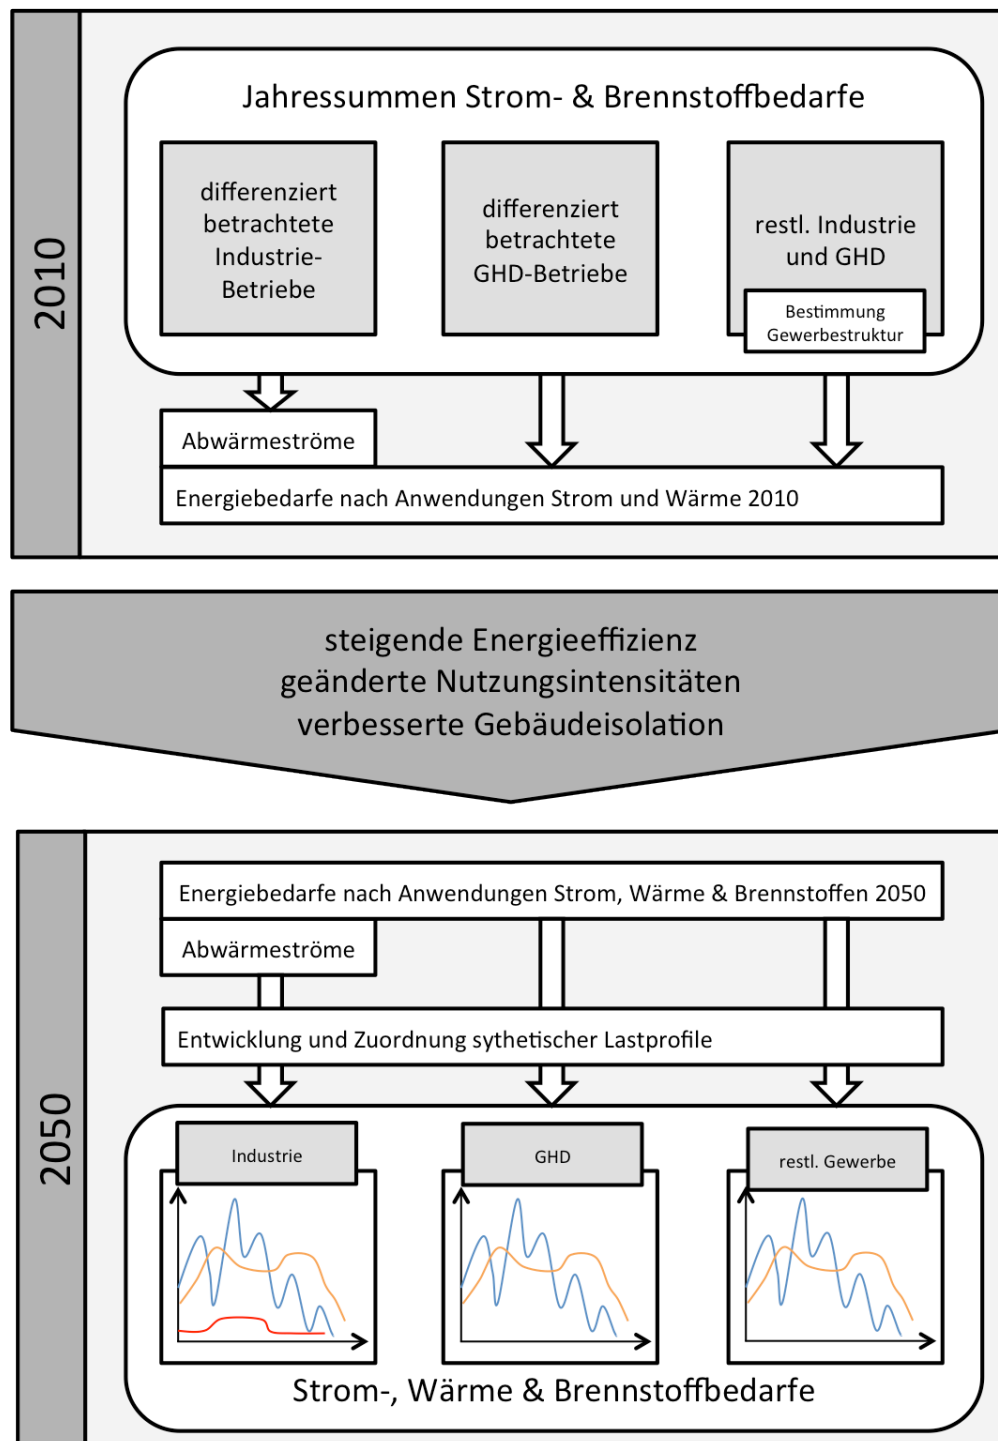 2010
Jahressummen Strom- & Brennstoffbedarfe
differenziert
betrachtete
Industrie-
Betriebe
differenziert
betrachtete
GHD-Betriebe
restl. Industrie
und GHD
Bestimmung
Gewerbestruktur
Abwärmeströme
Energiebedarfe nach Anwendungen Strom und Wärme 2010
steigende Energieeffizienz
geänderte Nutzungsintensitäten
verbesserte Gebäudeisolation
2050
Energiebedarfe nach Anwendungen Strom, Wärme & Brennstoffen 2050
Abwärmeströme
Entwicklung und Zuordnung sythetischer Lastprofile
Industrie
GHD
restl. Gewerbe
Strom-, Wärme & Brennstoffbedarfe